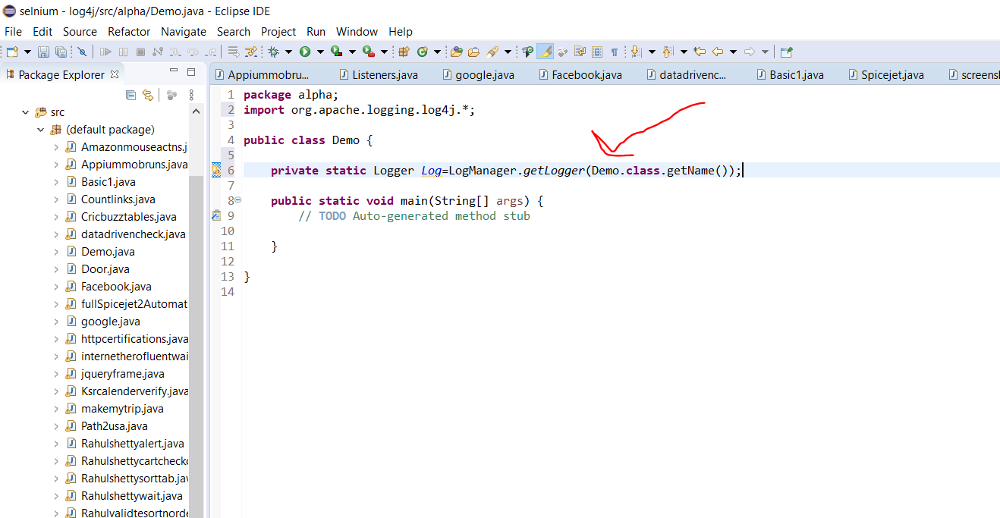 selnium - log4j/src/alpha/Demo.java - Eclipse IDE
File Edit Source Refactor Navigate Search Project Run Window Help
Package Explorer
Appiummobru... Listeners.java google.java Facebook.java datadrivenc... Basic1.java Spicejet.java screensl
src
(default package)
Amazonmouseactns.j
Appiummobruns.java
Basic1.java
Countlinks.java
Cricbuzztables.java
datadrivencheck.java
Demo.java
Door.java
Facebook.java
fullSpicejet2Automat
google.java
httpcertifications.java
internetherofluentwai
jqueryframe.java
Ksrcalenderverify.java
makemytrip.java
Path2usa.java
Rahulshettyalert.java
Rahulshettycartcheckc
Rahulshettysorttab.jav
Rahulshettywait.java
Rahulvalidtesortnorde
1 package alpha;
2 import org.apache.logging.log4j.*;
3
4 public class Demo {
5
6 private static Logger Log=LogManager.getLogger(Demo.class.getName());
7
8 public static void main(String[] args) {
9 // TODO Auto-generated method stub
10
11 }
12
13 }
14